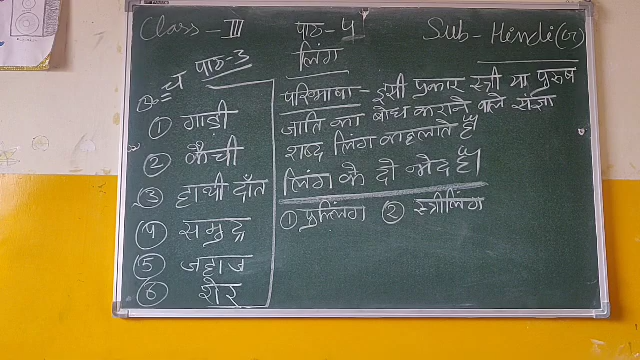 Class - III
पाठ - 4
Sub - Hindi (G)
लिंग
पाठ-3
च
① गाड़ी
② कैंची
③ हाथी दाँत
④ समुद्र
⑤ जहाज
⑥ शेर
परिभाषा - इसी प्रकार स्त्री या पुरुष
जाति का बोध कराने वाले संज्ञा
शब्द लिंग कहलाते हैं।
लिंग के दो भेद हैं।
① पुल्लिंग ② स्त्रीलिंग